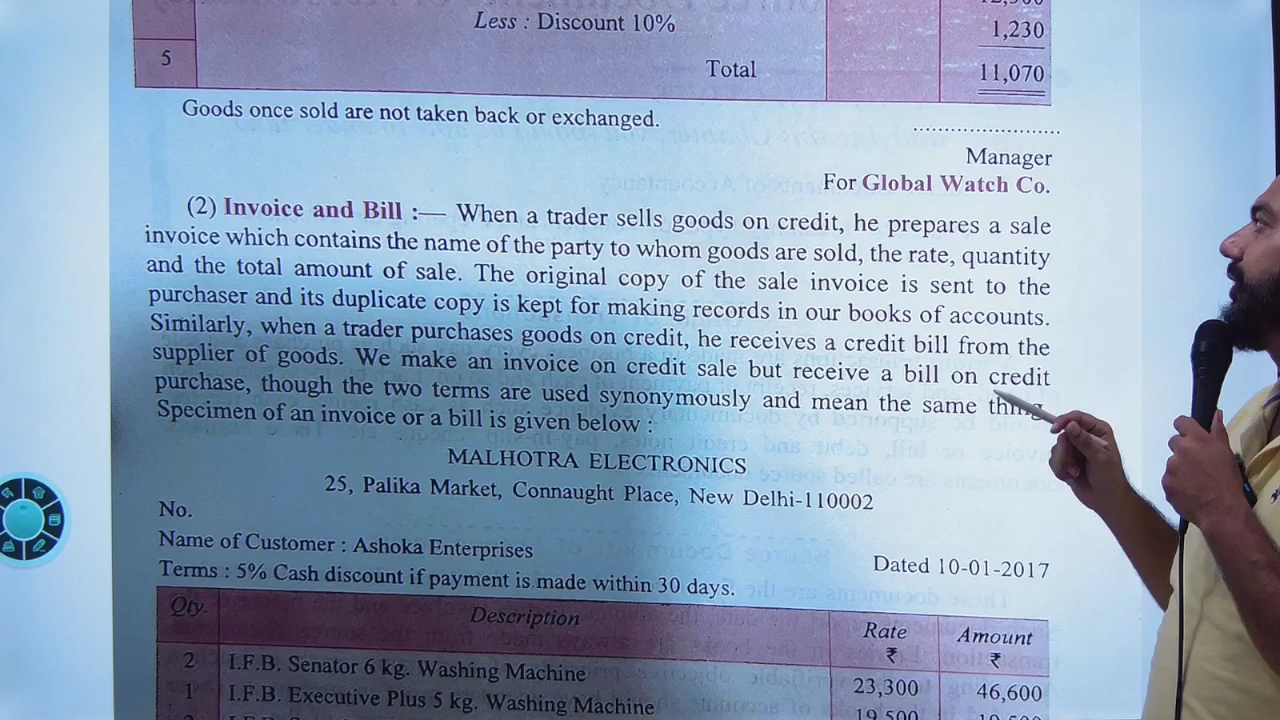 Less : Discount 10%
1,230
5
Total
11,070
Goods once sold are not taken back or exchanged.
Manager
For Global Watch Co.
(2) Invoice and Bill :— When a trader sells goods on credit, he prepares a sale
invoice which contains the name of the party to whom goods are sold, the rate, quantity
and the total amount of sale. The original copy of the sale invoice is sent to the
purchaser and its duplicate copy is kept for making records in our books of accounts.
Similarly, when a trader purchases goods on credit, he receives a credit bill from the
supplier of goods. We make an invoice on credit sale but receive a bill on credit
purchase, though the two terms are used synonymously and mean the same thing
Specimen of an invoice or a bill is given below :
MALHOTRA ELECTRONICS
25, Palika Market, Connaught Place, New Delhi-110002
No.
Name of Customer : Ashoka Enterprises
Dated 10-01-2017
Terms : 5% Cash discount if payment is made within 30 days.
Qty. Description Rate ₹ Amount ₹
2 I.F.B. Senator 6 kg. Washing Machine 23,300 46,600
1 I.F.B. Executive Plus 5 kg. Washing Machine